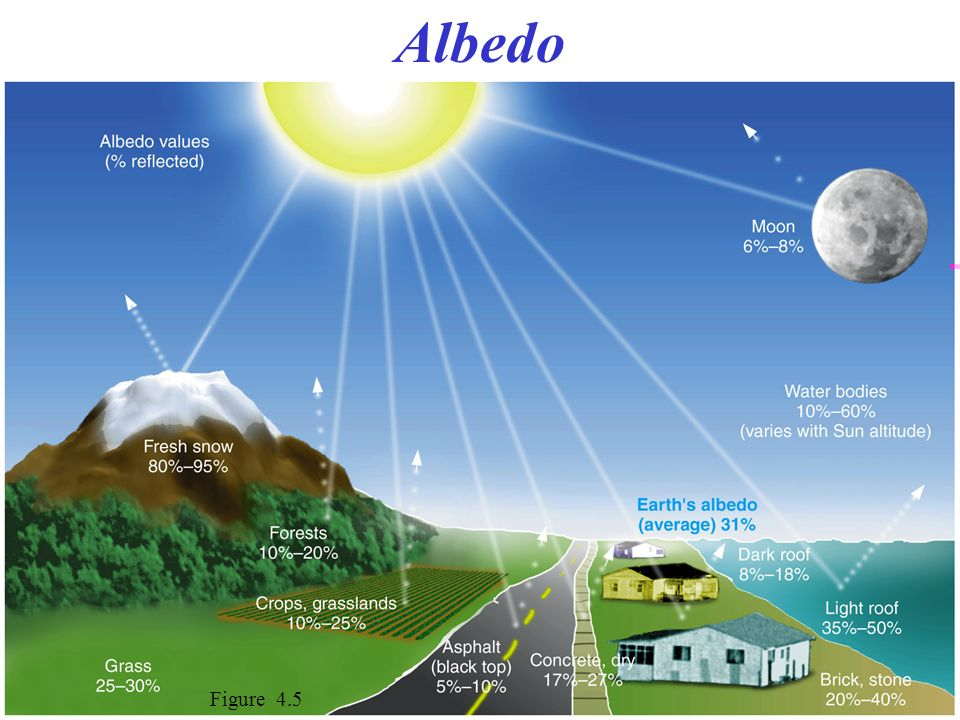 Albedo
Albedo values
(% reflected)
Moon
6%–8%
Water bodies
10%–60%
(varies with Sun altitude)
Fresh snow
80%–95%
Earth's albedo
(average) 31%
Forests
10%–20%
Dark roof
8%–18%
Crops, grasslands
10%–25%
Light roof
35%–50%
Asphalt
(black top)
5%–10%
Concrete, dry
17%–27%
Grass
25–30%
Brick, stone
20%–40%
Figure 4.5